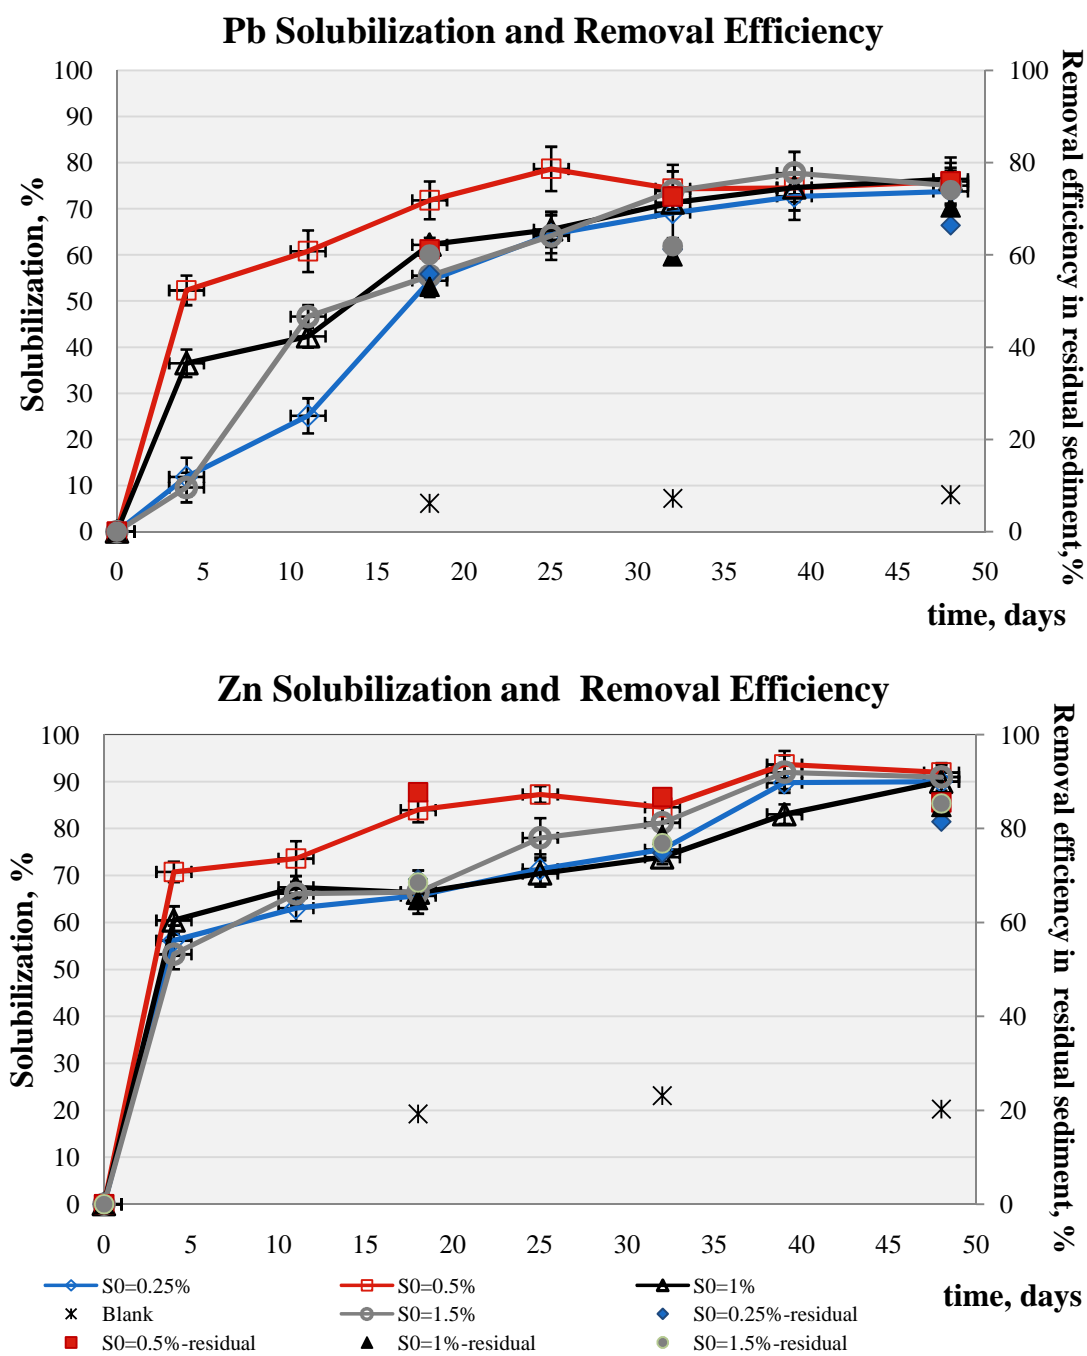 Pb Solubilization and Removal Efficiency
Solubilization, %
100
90
80
70
60
50
40
30
20
10
0
100
80
60
40
20
0
Removal efficiency in residual sediment,%
0 5 10 15 20 25 30 35 40 45 50
time, days
Zn Solubilization and Removal Efficiency
Solubilization, %
100
90
80
70
60
50
40
30
20
10
0
100
80
60
40
20
0
Removal efficiency in residual sediment, %
0 5 10 15 20 25 30 35 40 45 50
time, days
S0=0.25% S0=0.5% S0=1%
Blank S0=1.5% S0=0.25%-residual
S0=0.5%-residual S0=1%-residual S0=1.5%-residual